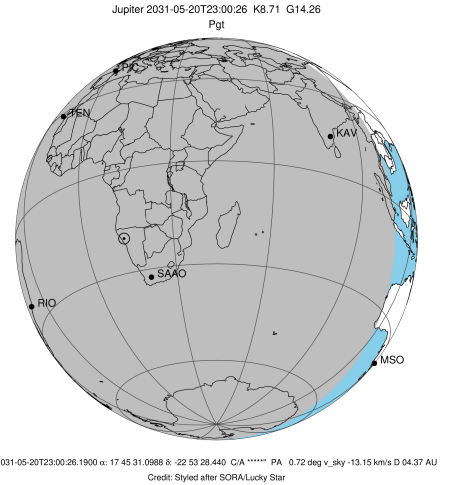 Jupiter 2031-05-20T23:00:26 K8.71 G14.26
Pgt
PIC
TEN
KAV
SAAO
RIO
MSO
031-05-20T23:00:26.1900 α: 17 45 31.0988 δ: -22 53 28.440 C/A *****" PA 0.72 deg v_sky -13.15 km/s D 04.37 AU
Credit: Styled after SORA/Lucky Star